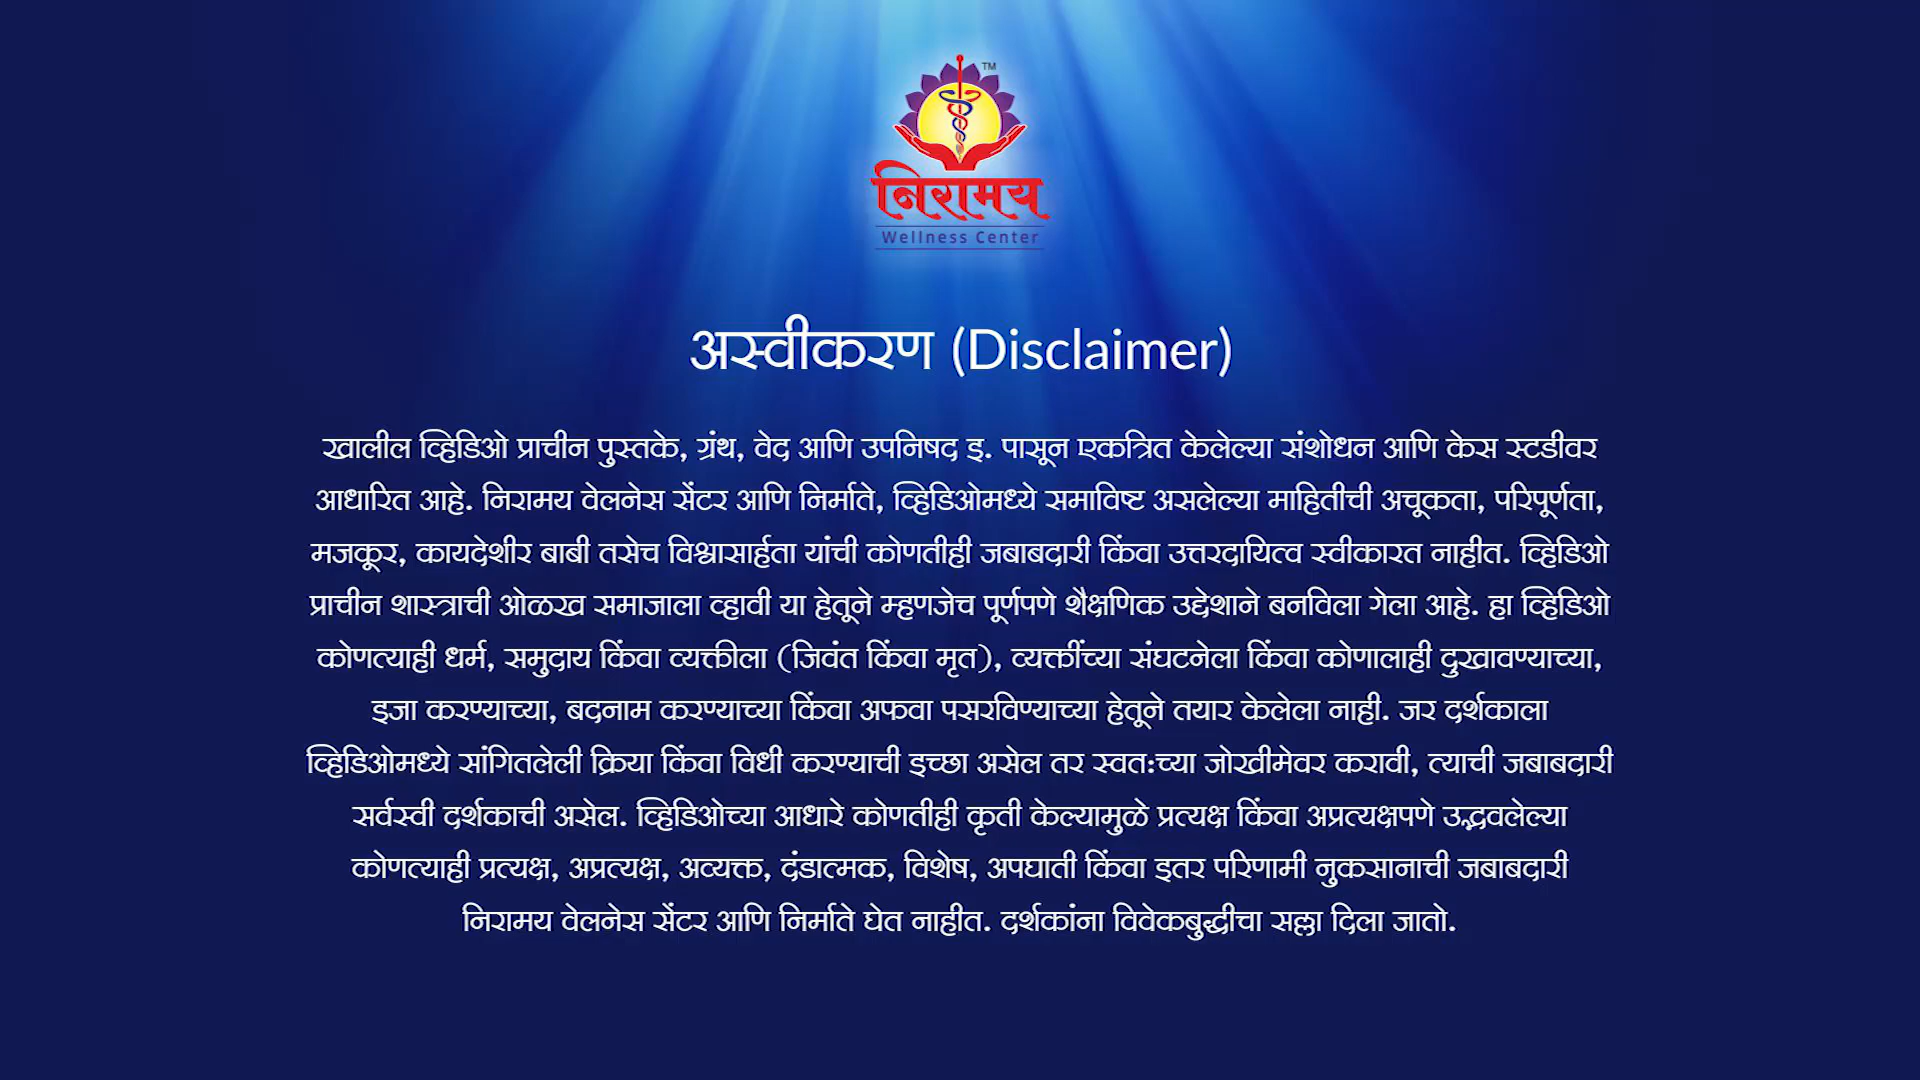 TM
निरामय
Wellness Center
अस्वीकरण (Disclaimer)
खालील व्हिडिओ प्राचीन पुस्तके, ग्रंथ, वेद आणि उपनिषद इ. पासून एकत्रित केलेल्या संशोधन आणि केस स्टडीवर
आधारित आहे. निरामय वेलनेस सेंटर आणि निर्माते, व्हिडिओमध्ये समाविष्ट असलेल्या माहितीची अचूकता, परिपूर्णता,
मजकूर, कायदेशीर बाबी तसेच विश्वासार्हता यांची कोणतीही जबाबदारी किंवा उत्तरदायित्व स्वीकारत नाहीत. व्हिडिओ
प्राचीन शास्त्राची ओळख समाजाला व्हावी या हेतूने म्हणजेच पूर्णपणे शैक्षणिक उद्देशाने बनविला गेला आहे. हा व्हिडिओ
कोणत्याही धर्म, समुदाय किंवा व्यक्तीला (जिवंत किंवा मृत), व्यक्तींच्या संघटनेला किंवा कोणालाही दुखावण्याच्या,
इजा करण्याच्या, बदनाम करण्याच्या किंवा अफवा पसरविण्याच्या हेतूने तयार केलेला नाही. जर दर्शकाला
व्हिडिओमध्ये सांगितलेली क्रिया किंवा विधी करण्याची इच्छा असेल तर स्वत:च्या जोखीमेवर करावी, त्याची जबाबदारी
सर्वस्वी दर्शकाची असेल. व्हिडिओच्या आधारे कोणतीही कृती केल्यामुळे प्रत्यक्ष किंवा अप्रत्यक्षपणे उद्भवलेल्या
कोणत्याही प्रत्यक्ष, अप्रत्यक्ष, अव्यक्त, दंडात्मक, विशेष, अपघाती किंवा इतर परिणामी नुकसानाची जबाबदारी
निरामय वेलनेस सेंटर आणि निर्माते घेत नाहीत. दर्शकांना विवेकबुद्धीचा सल्ला दिला जातो.